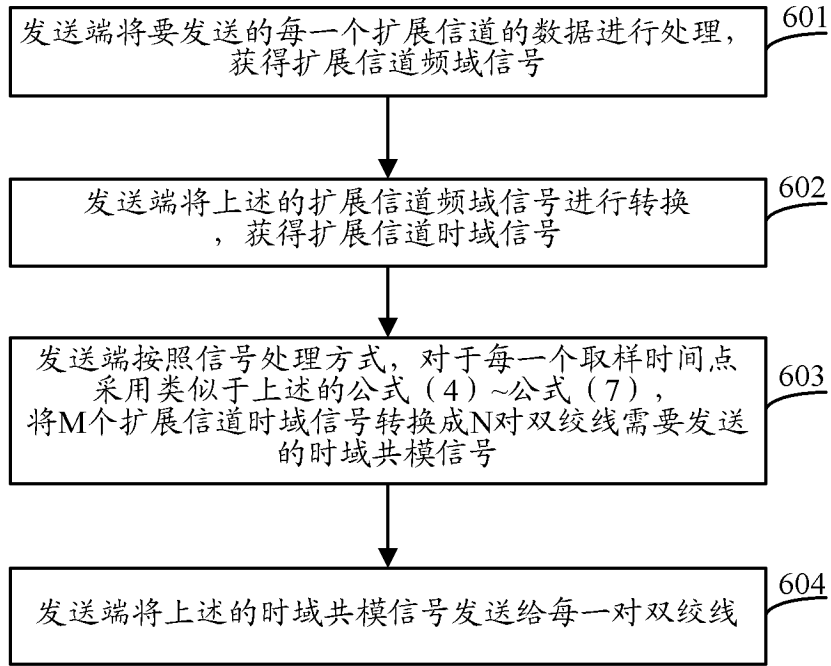 发送端将要发送的每一个扩展信道的数据进行处理，
获得扩展信道频域信号
601
发送端将上述的扩展信道频域信号进行转换
，获得扩展信道时域信号
602
发送端按照信号处理方式，对于每一个取样时间点
采用类似于上述的公式（4）~公式（7），
将M个扩展信道时域信号转换成N对双绞线需要发送
的时域共模信号
603
发送端将上述的时域共模信号发送给每一对双绞线
604